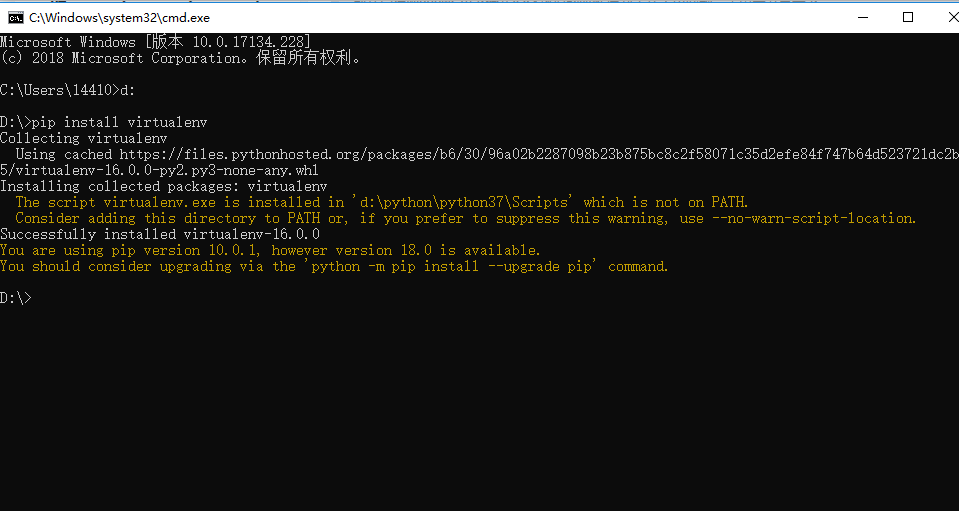 C:\Windows\system32\cmd.exe
Microsoft Windows [版本 10.0.17134.228]
(c) 2018 Microsoft Corporation。保留所有权利。
C:\Users\14410>d:
D:\>pip install virtualenv
Collecting virtualenv
Using cached https://files.pythonhosted.org/packages/b6/30/96a02b2287098b23b875bc8c2f58071c35d2efe84f747b64d523721dc2b
5/virtualenv-16.0.0-py2.py3-none-any.whl
Installing collected packages: virtualenv
The script virtualenv.exe is installed in 'd:\python\python37\Scripts' which is not on PATH.
Consider adding this directory to PATH or, if you prefer to suppress this warning, use --no-warn-script-location.
Successfully installed virtualenv-16.0.0
You are using pip version 10.0.1, however version 18.0 is available.
You should consider upgrading via the 'python -m pip install --upgrade pip' command.
D:\>